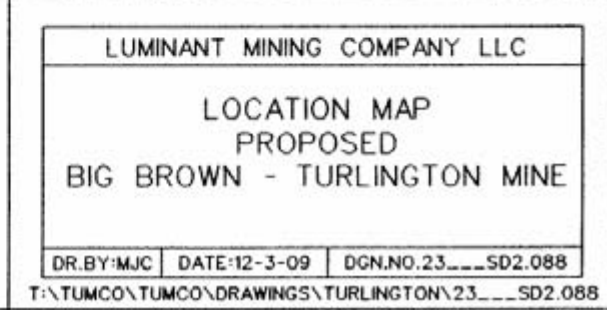 LUMINANT MINING COMPANY LLC
LOCATION MAP
PROPOSED
BIG BROWN - TURLINGTON MINE
DR.BY:MJC DATE:12-3-09 DGN.NO.23___SD2.088
T:\TUMCO\TUMCO\DRAWINGS\TURLINGTON\23___SD2.088